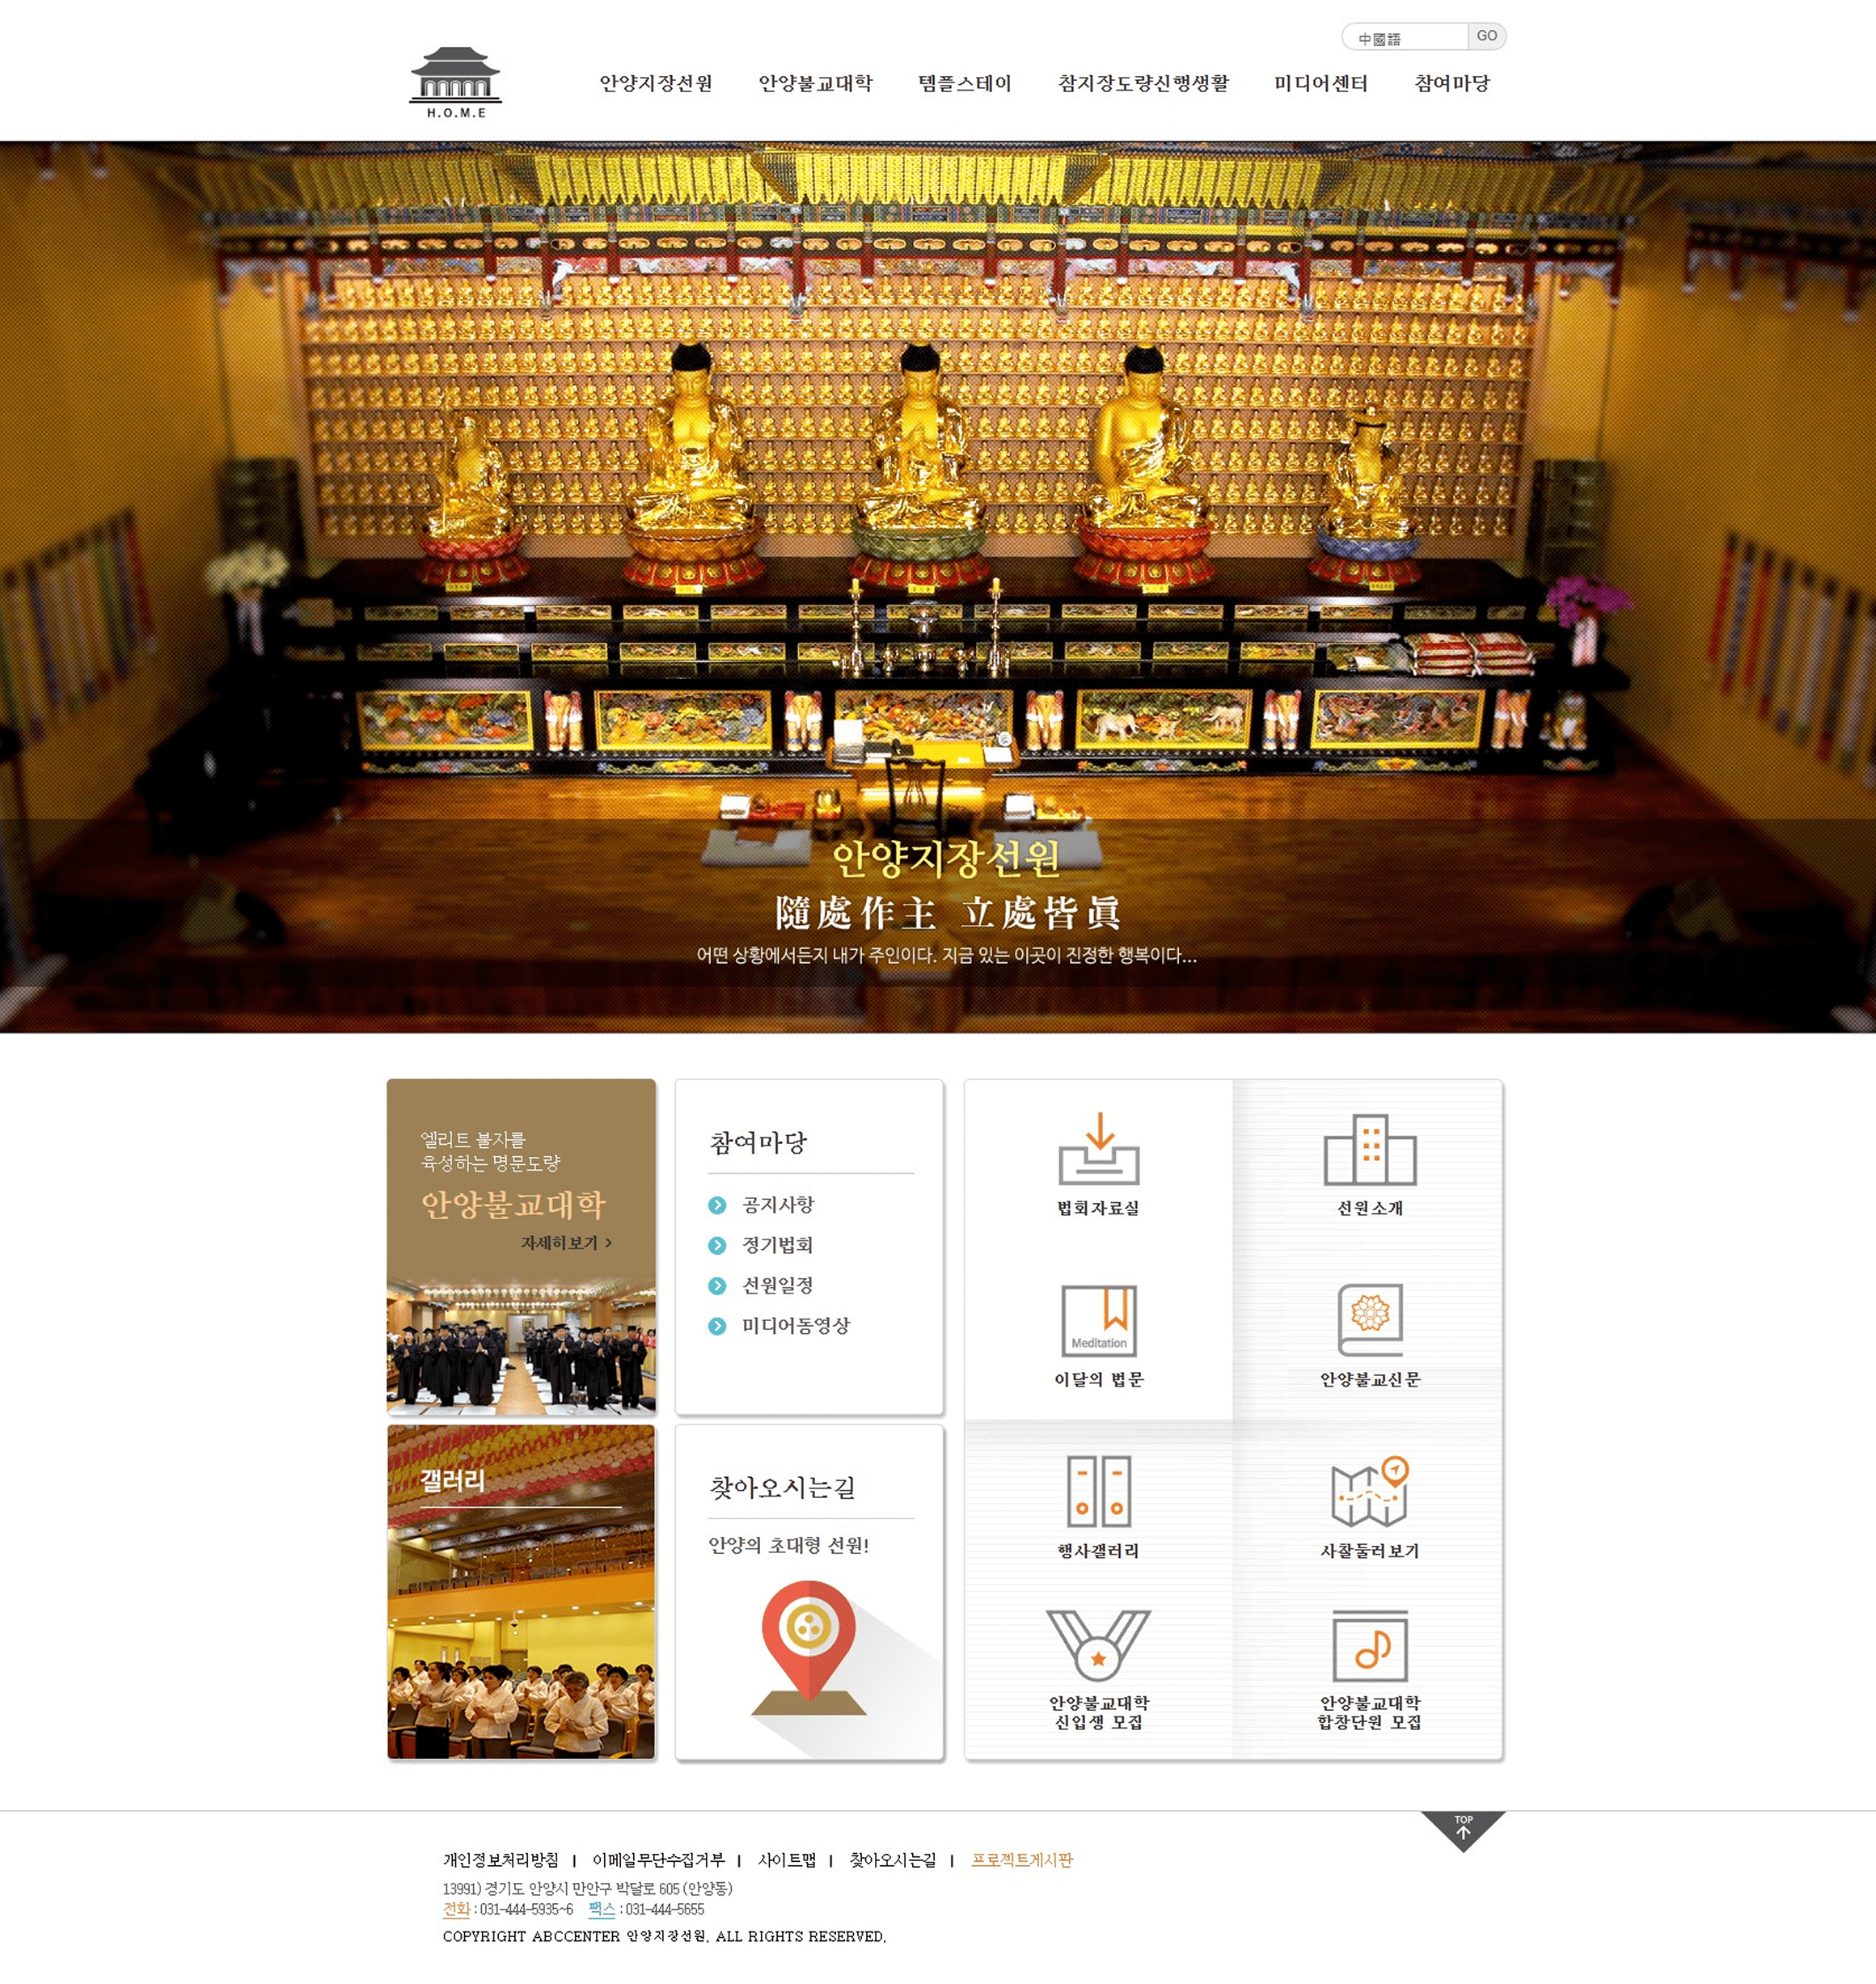 中國語
GO
H.O.M.E
안양지장선원
안양불교대학
템플스테이
참지장도량신행생활
미디어센터
참여마당
안양지장선원
隨處作主 立處皆眞
어떤 상황에서든지 내가 주인이다. 지금 있는 이곳이 진정한 행복이다...
엘리트 불자를
육성하는 명문도량
안양불교대학
자세히보기 >
참여마당
공지사항
정기법회
선원일정
미디어동영상
법회자료실
선원소개
Meditation
이달의 법문
안양불교신문
갤러리
찾아오시는길
안양의 초대형 선원!
행사갤러리
사찰둘러보기
안양불교대학
신입생 모집
안양불교대학
합창단원 모집
TOP
개인정보처리방침 | 이메일무단수집거부 | 사이트맵 | 찾아오시는길 | 프로젝트게시판
13991) 경기도 안양시 만안구 박달로 605 (안양동)
전화 : 031-444-5935~6 팩스 : 031-444-5655
COPYRIGHT ABCCENTER 안양지장선원. ALL RIGHTS RESERVED.